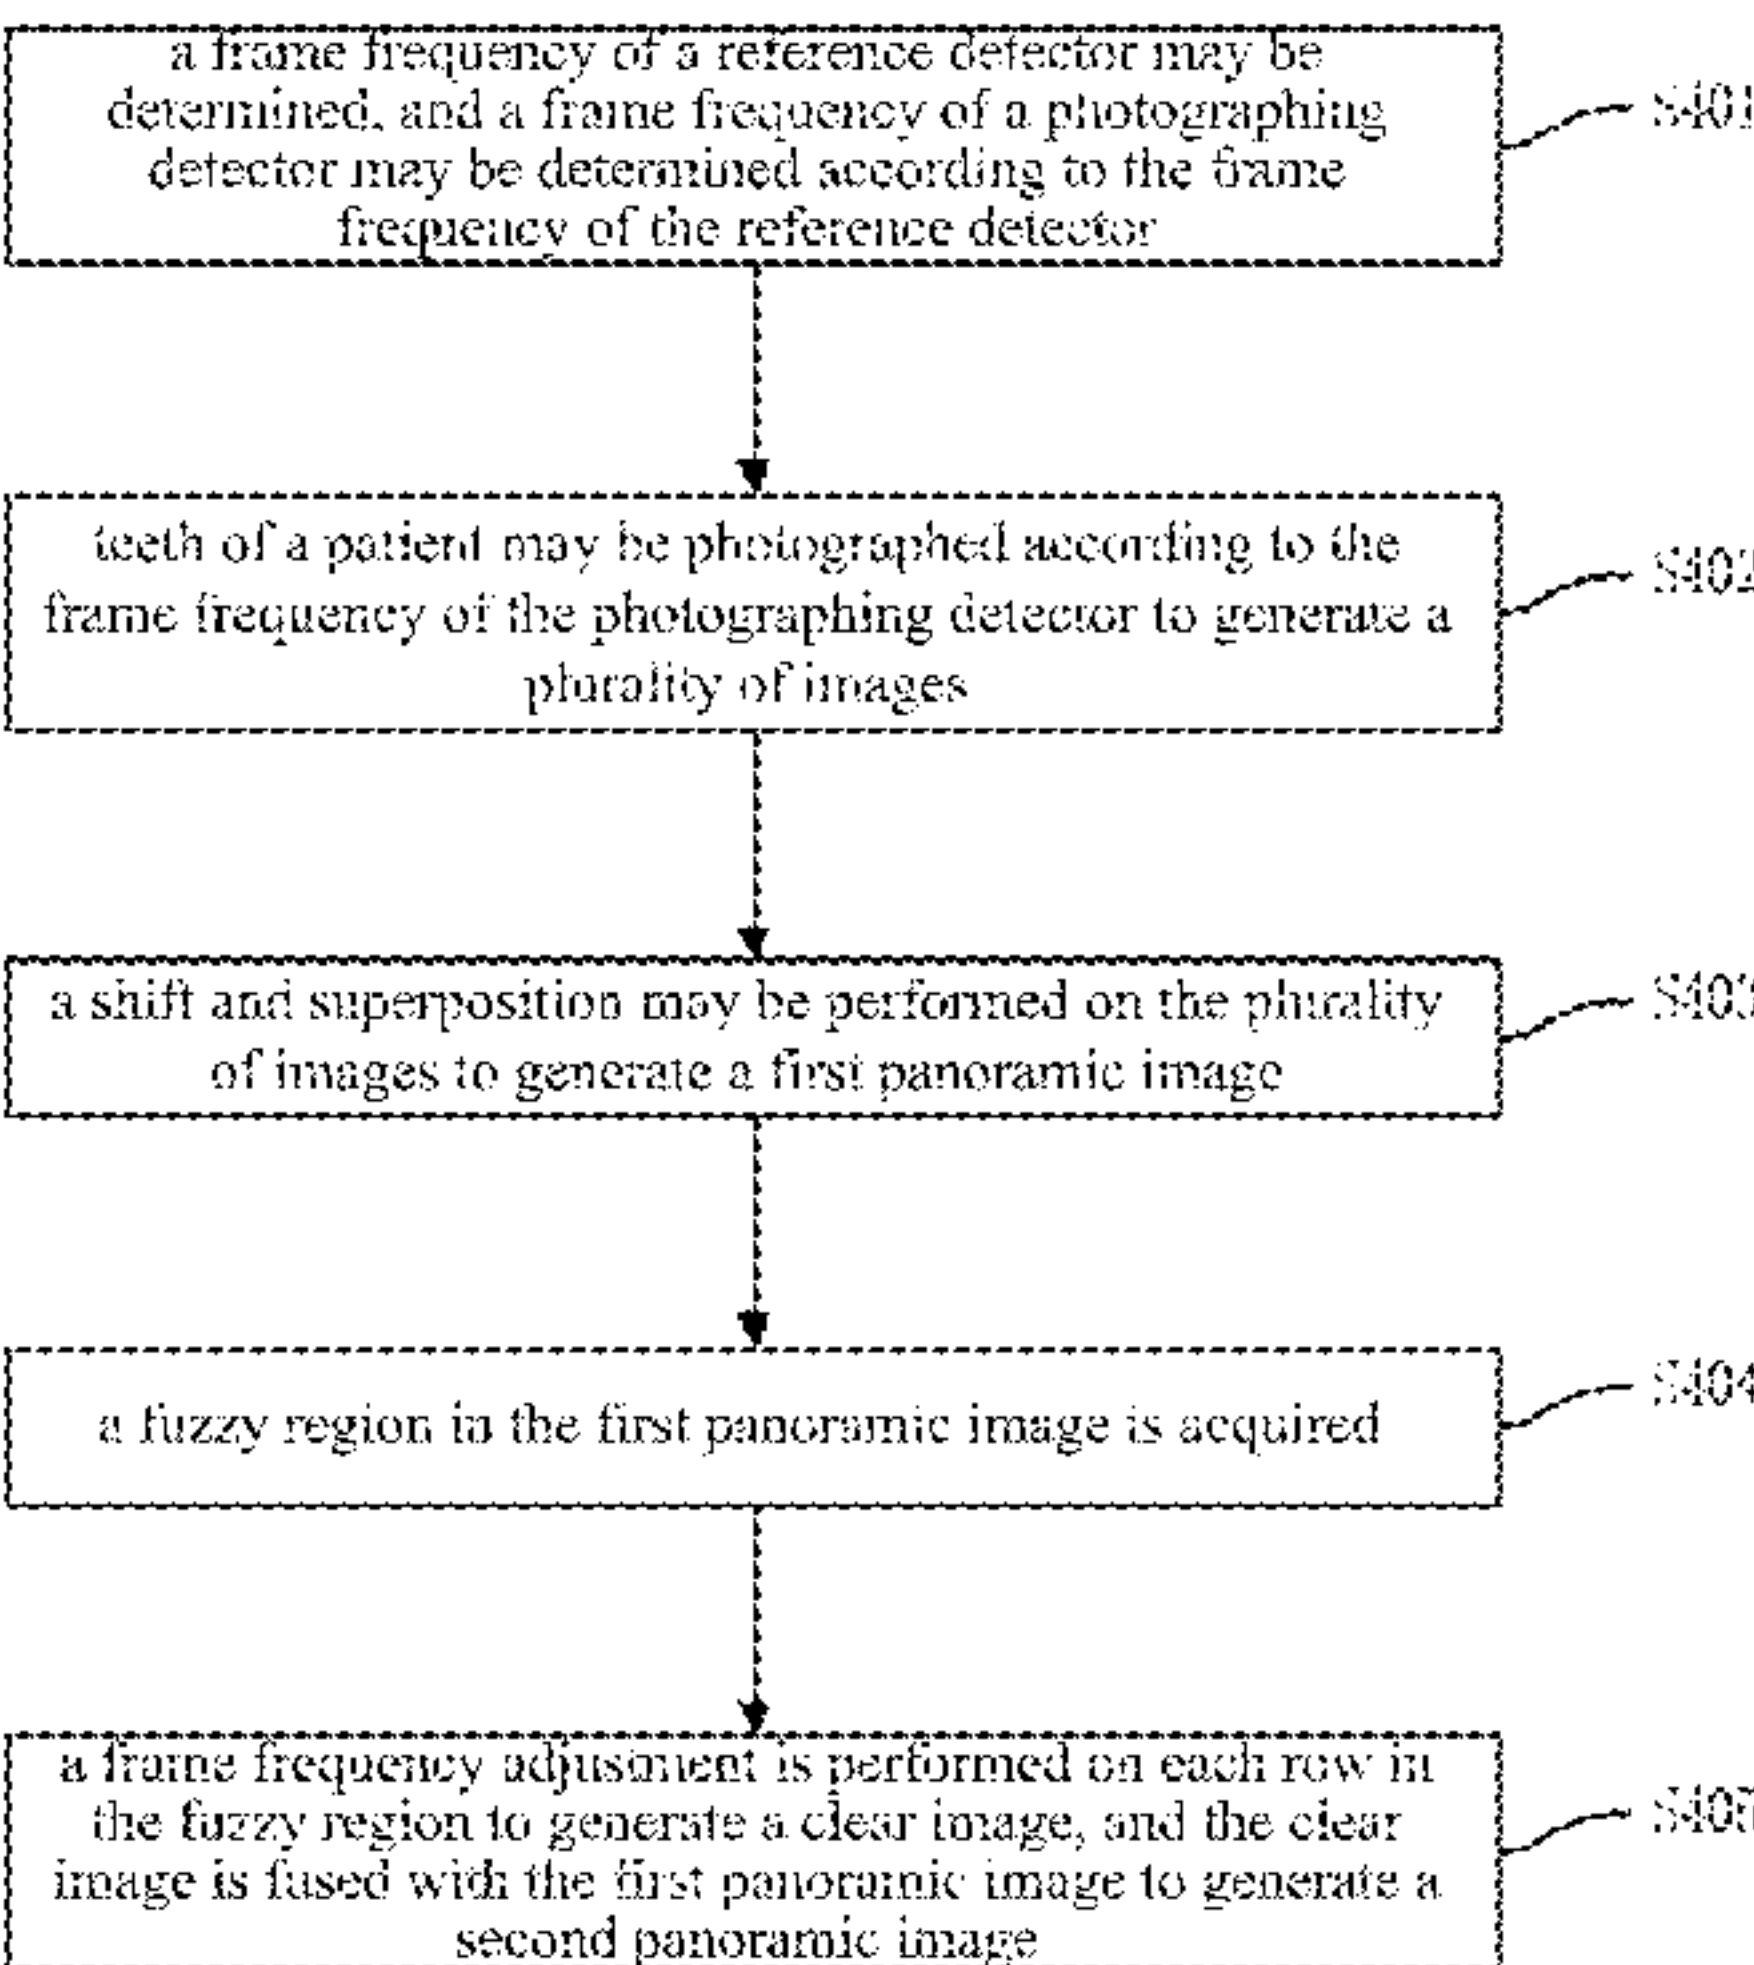 a frame frequency of a reference detector may be
determined, and a frame frequency of a photographing
detector may be determined according to the frame
frequency of the reference detector
S401
teeth of a patient may be photographed according to the
frame frequency of the photographing detector to generate a
plurality of images
S402
a shift and superposition may be performed on the plurality
of images to generate a first panoramic image
S403
a fuzzy region in the first panoramic image is acquired
S404
a frame frequency adjustment is performed on each row in
the fuzzy region to generate a clear image, and the clear
image is fused with the first panoramic image to generate a
second panoramic image
S405